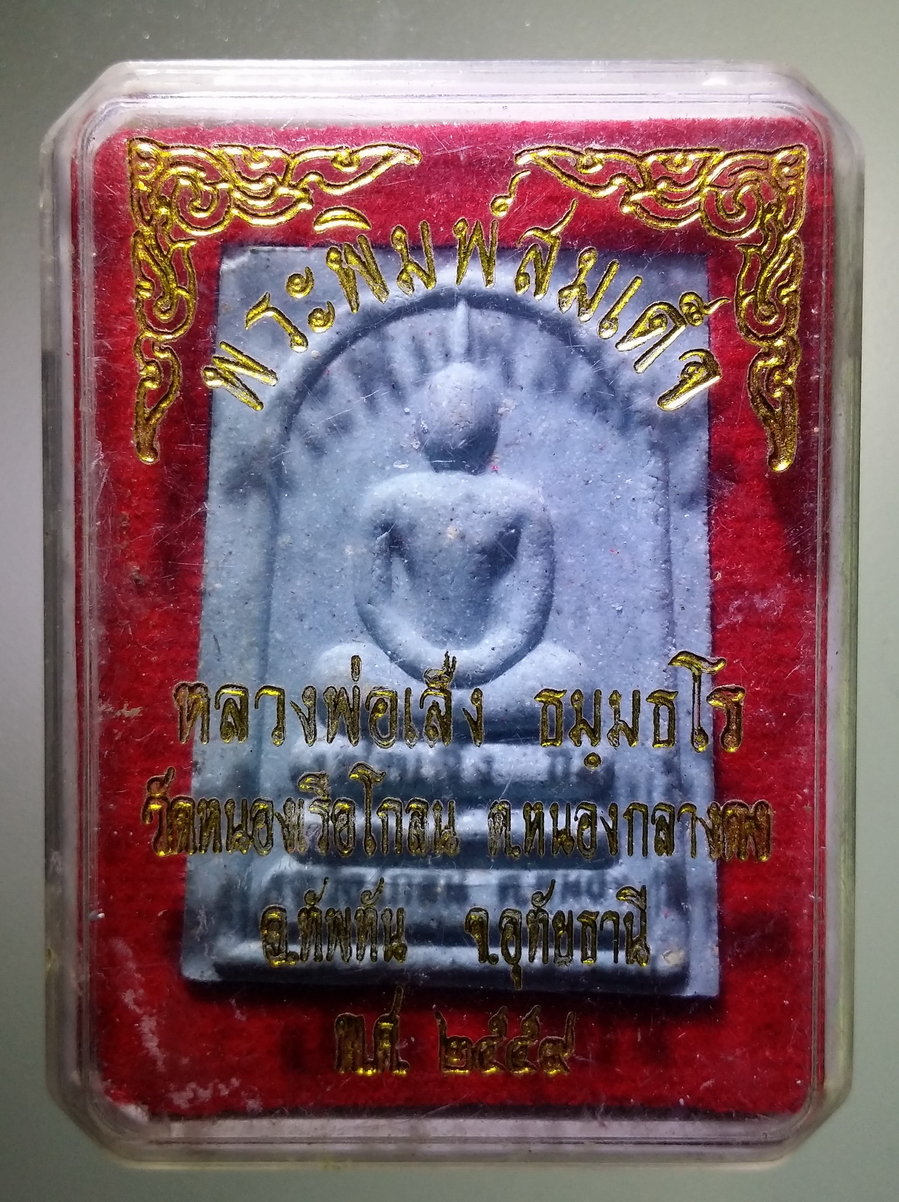 พระพิมพ์สมเด็จ
หลวงพ่อเสื็ง ธมฺมธโร
วัดหนองเรือโกลน ต.หนองกลางดง
อ.ทัพทัน จ.อุทัยธานี
พ.ศ. ๒๕๕๗